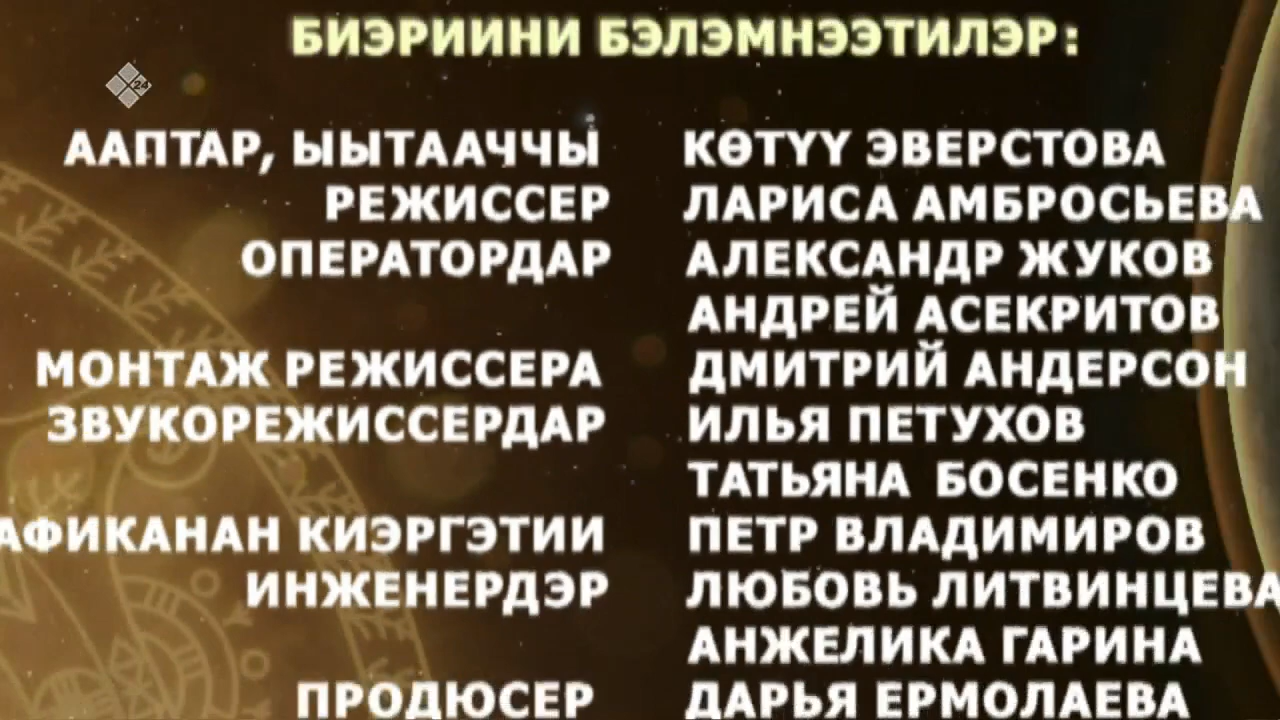 БИЭРИИНИ БЭЛЭМНЭЭТИЛЭР:
X24
ААПТАР, ЫЫТААЧЧЫ КӨТҮҮ ЭВЕРСТОВА
РЕЖИССЕР ЛАРИСА АМБРОСЬЕВА
ОПЕРАТОРДАР АЛЕКСАНДР ЖУКОВ
АНДРЕЙ АСЕКРИТОВ
МОНТАЖ РЕЖИССЕРА ДМИТРИЙ АНДЕРСОН
ЗВУКОРЕЖИССЕРДАР ИЛЬЯ ПЕТУХОВ
ТАТЬЯНА БОСЕНКО
АФИКАНАН КИЭРГЭТИИ ПЕТР ВЛАДИМИРОВ
ИНЖЕНЕРДЭР ЛЮБОВЬ ЛИТВИНЦЕВА
АНЖЕЛИКА ГАРИНА
ПРОДЮСЕР ДАРЬЯ ЕРМОЛАЕВА